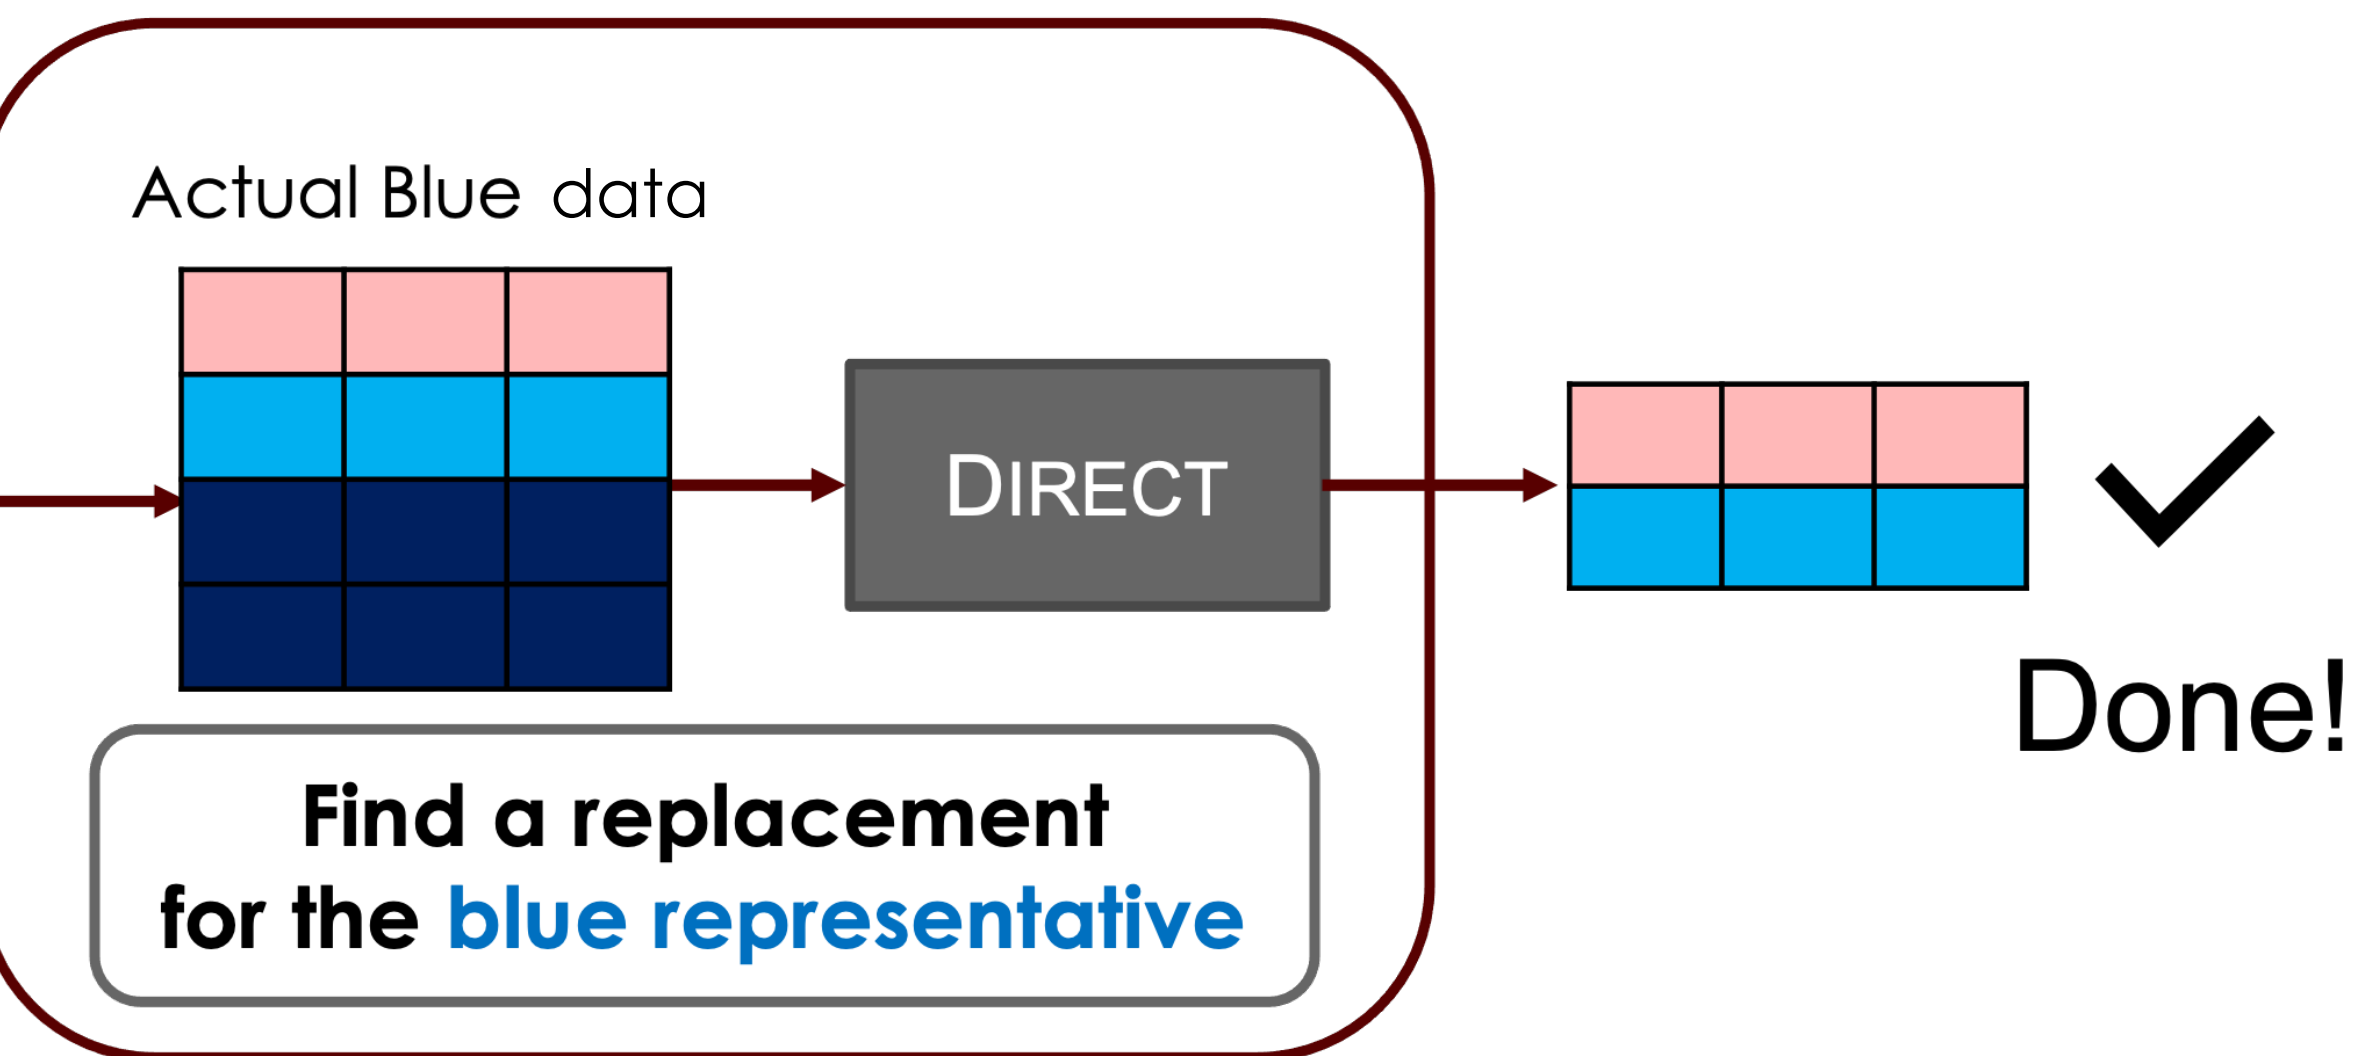 Actual Blue data
DIRECT
Done!
Find a replacement
for the blue representative